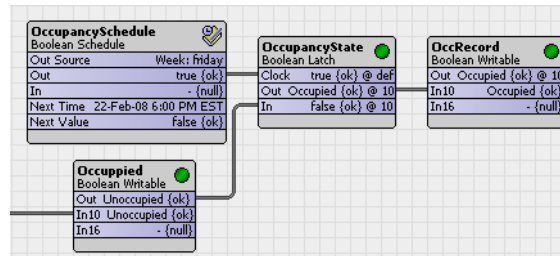 OccupancySchedule
Boolean Schedule
Out Source Week: friday
Out true {ok}
In - {null}
Next Time 22-Feb-08 6:00 PM EST
Next Value false {ok}
OccupancyState
Boolean Latch
Clock true {ok} @ def
Out Occupied {ok} @ 10
In false {ok} @ 10
OccRecord
Boolean Writable
Out Occupied {ok} @ 10
In10 Occupied {ok}
In16 - {null}
Occuppied
Boolean Writable
Out Unoccupied {ok}
In10 Unoccupied {ok}
In16 - {null}